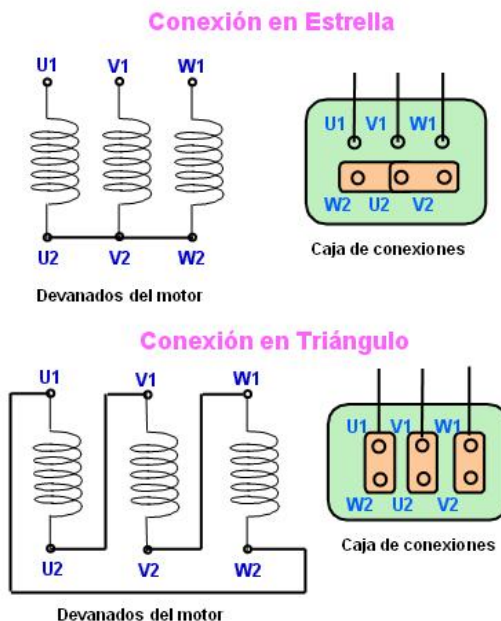 Conexión en Estrella
U1 V1 W1
U2 V2 W2
Devanados del motor
U1 V1 W1
W2 U2 V2
Caja de conexiones
Conexión en Triángulo
U1 V1 W1
U2 V2 W2
Devanados del motor
U1 V1 W1
W2 U2 V2
Caja de conexiones